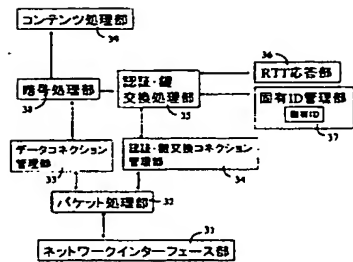 コンテンツ処理部
39
暗号処理部
38
認証・鍵
交換処理部
35
36
RTT応答部
固有ID管理部
固有ID
37
データコネクション
管理部
33
認証・鍵交換コネクション
管理部
34
パケット処理部
32
31
ネットワークインターフェース部